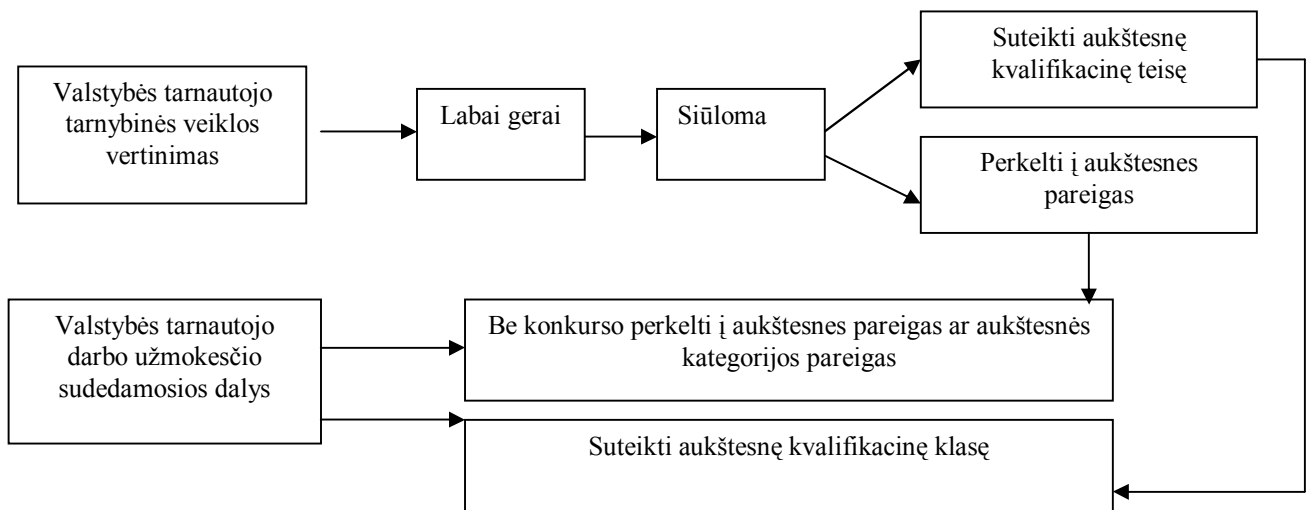 Valstybės tarnautojo
tarnybinės veiklos
vertinimas
Labai gerai
Siūloma
Suteikti aukštesnę
kvalifikacinę teisę
Perkelti į aukštesnes
pareigas
Valstybės tarnautojo
darbo užmokesčio
sudedamosios dalys
Be konkurso perkelti į aukštesnes pareigas ar aukštesnės
kategorijos pareigas
Suteikti aukštesnę kvalifikacinę klasę